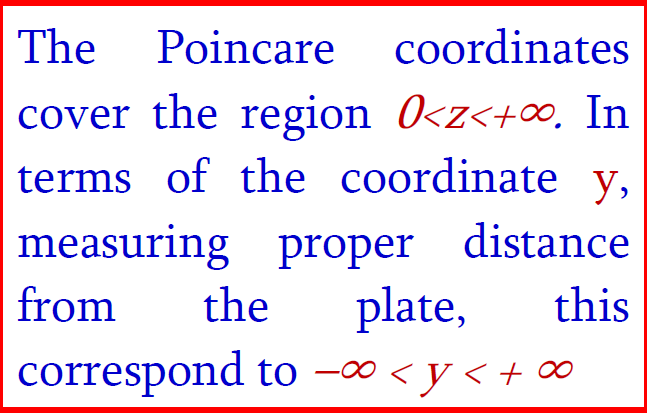 The Poincare coordinates
cover the region 0<z<+∞. In
terms of the coordinate y,
measuring proper distance
from the plate, this
correspond to −∞ < y < + ∞